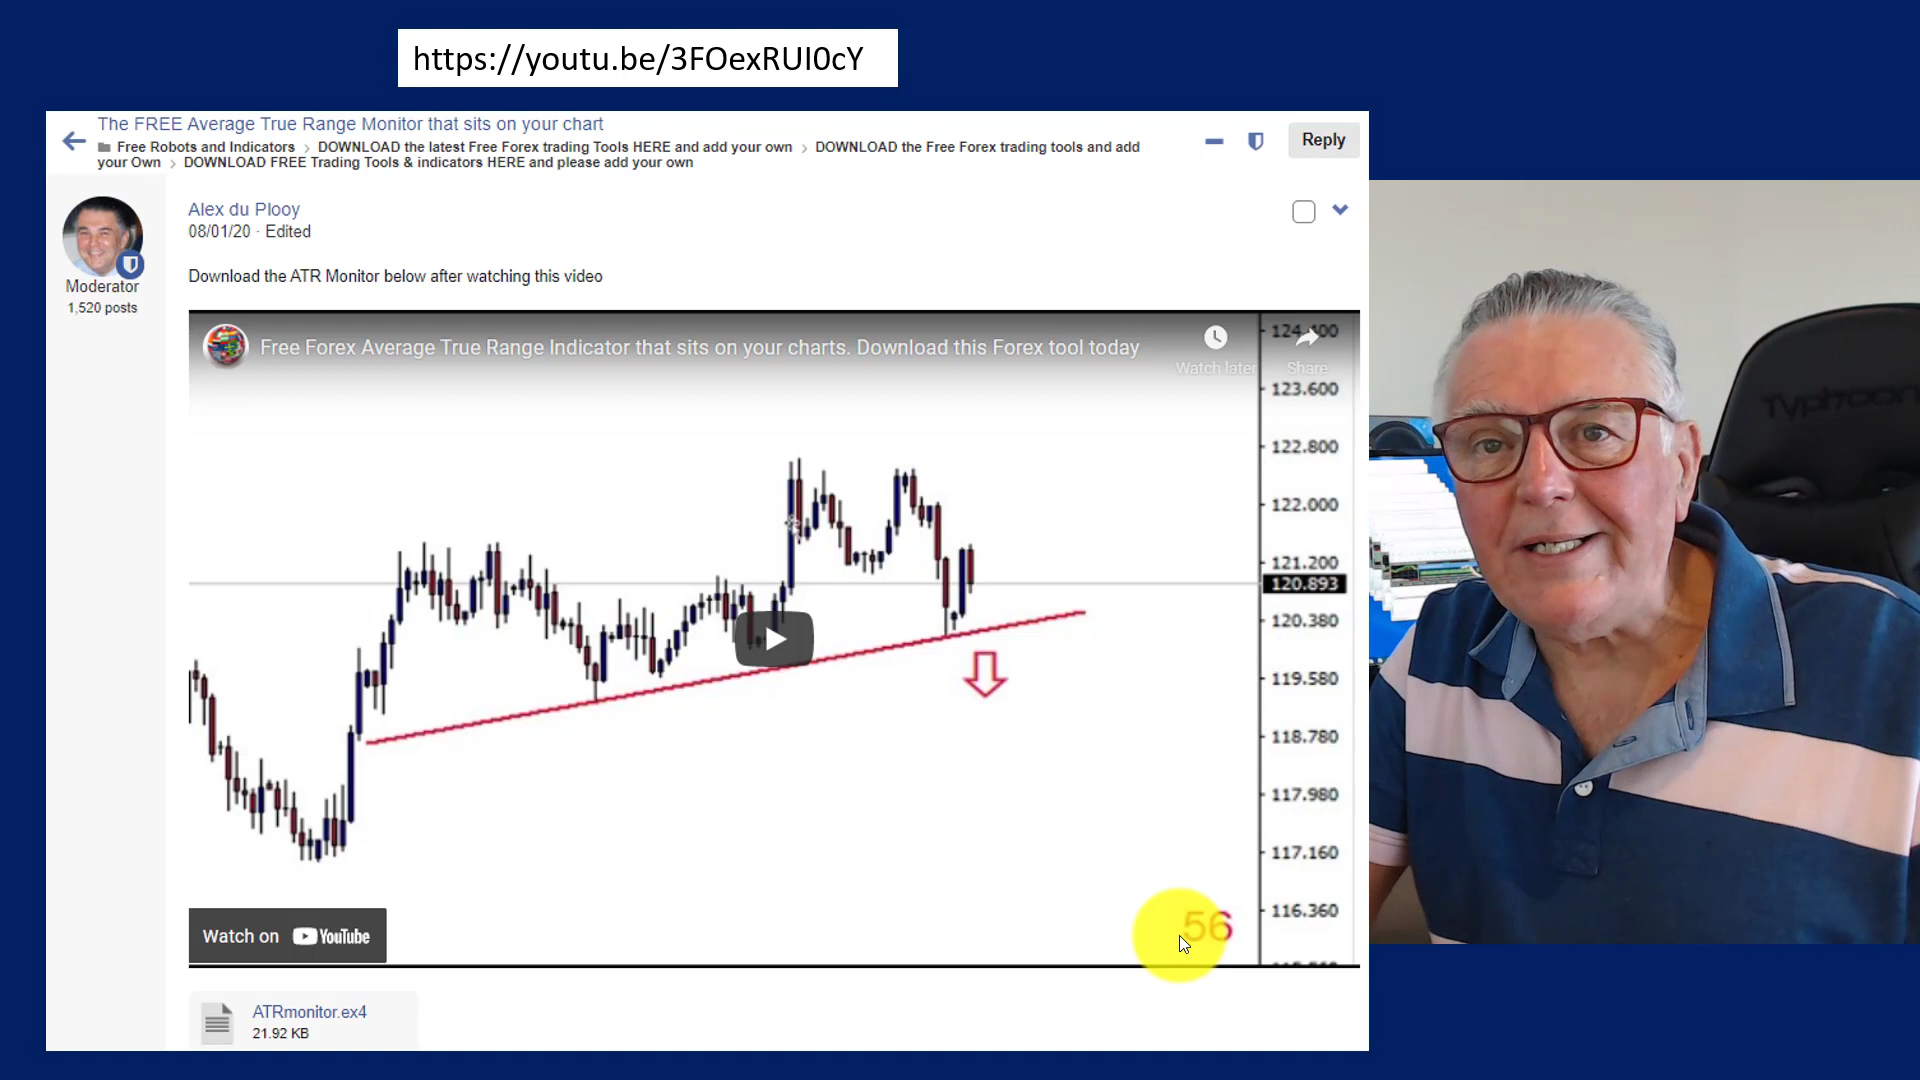 https://youtu.be/3FOexRUI0cY
The FREE Average True Range Monitor that sits on your chart
Free Robots and Indicators > DOWNLOAD the latest Free Forex trading Tools HERE and add your own > DOWNLOAD the Free Forex trading tools and add
your Own > DOWNLOAD FREE Trading Tools & indicators HERE and please add your own
Reply
Alex du Plooy
08/01/20 · Edited
Moderator
1,520 posts
Download the ATR Monitor below after watching this video
Free Forex Average True Range Indicator that sits on your charts. Download this Forex tool today
Watch later
Share
124.400
123.600
122.800
122.000
121.200
120.893
120.380
119.580
118.780
117.980
117.160
116.360
56
Watch on YouTube
ATRmonitor.ex4
21.92 KB
Typhoon